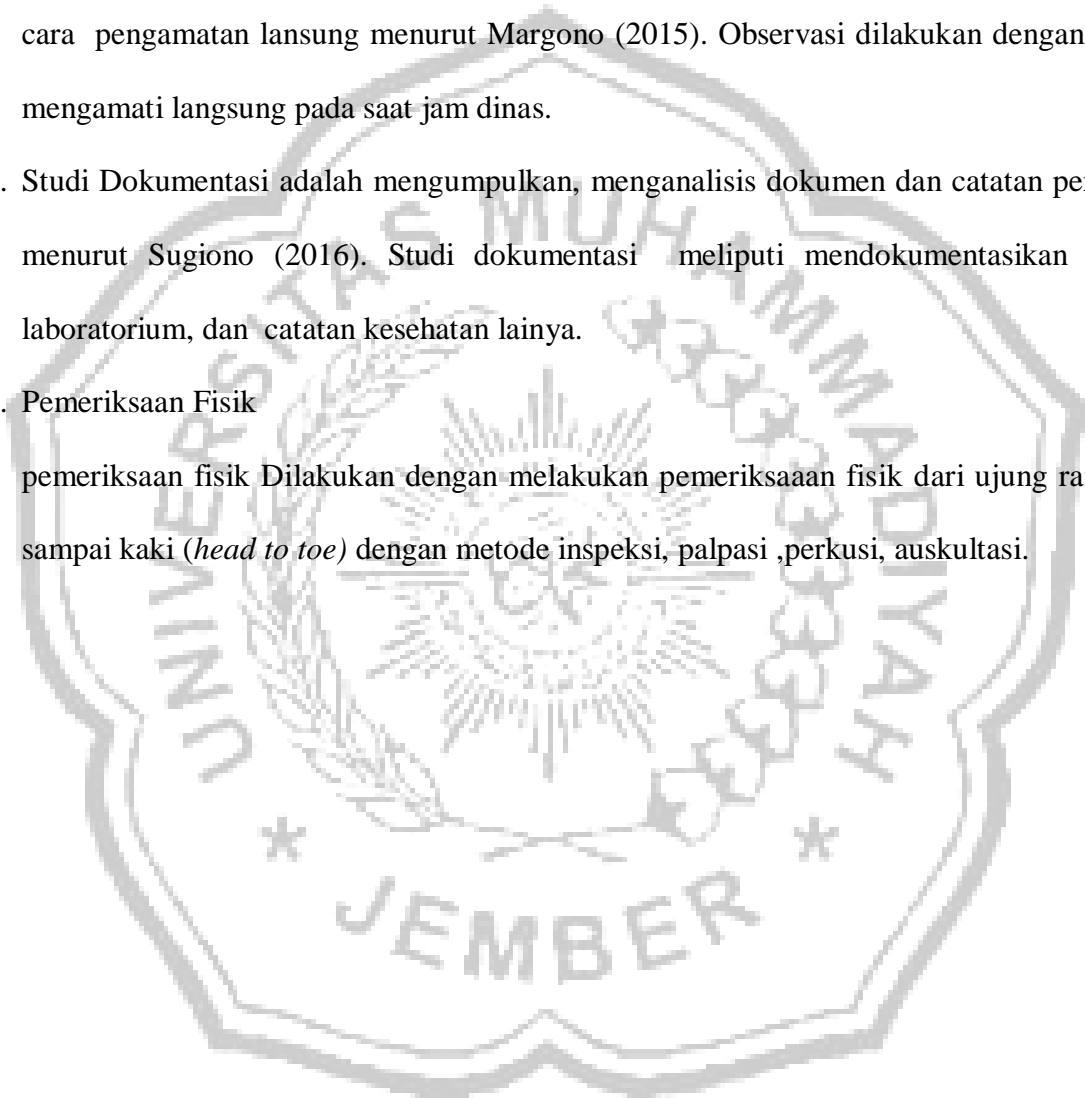 cara pengamatan lansung menurut Margono (2015). Observasi dilakukan dengan
mengamati langsung pada saat jam dinas.
. Studi Dokumentasi adalah mengumpulkan, menganalisis dokumen dan catatan
menurut Sugiono (2016). Studi dokumentasi meliputi mendokumentasikan
laboratorium, dan catatan kesehatan lainya.
. Pemeriksaan Fisik
pemeriksaan fisik Dilakukan dengan melakukan pemeriksaaan fisik dari ujung
sampai kaki (head to toe) dengan metode inspeksi, palpasi ,perkusi, auskultasi.
UNIVERSITAS MUHAMMADIYAH
* JEMBER *